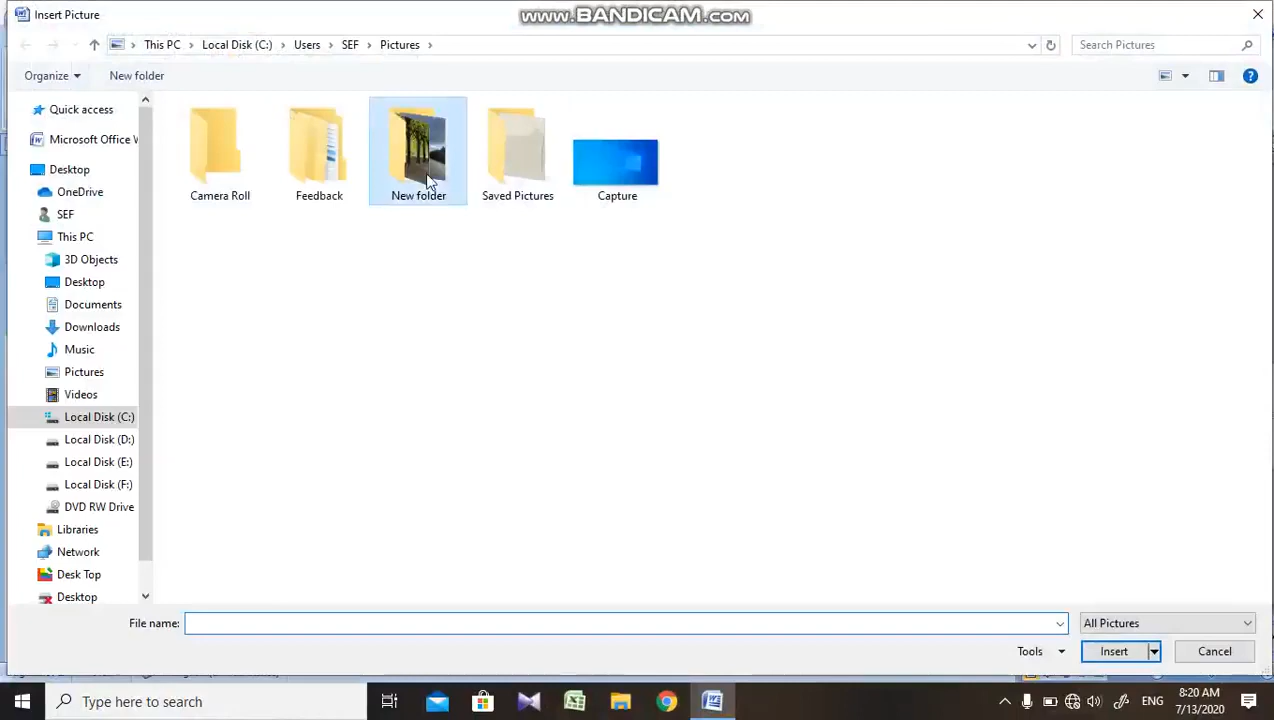 Insert Picture
www.BANDICAM.com
This PC
Local Disk (C:)
Users
SEF
Pictures
Search Pictures
Organize
New folder
Quick access
Microsoft Office W
Desktop
OneDrive
SEF
This PC
3D Objects
Desktop
Documents
Downloads
Music
Pictures
Videos
Local Disk (C:)
Local Disk (D:)
Local Disk (E:)
Local Disk (F:)
DVD RW Drive
Libraries
Network
Desk Top
Desktop
Camera Roll
Feedback
New folder
Saved Pictures
Capture
File name:
All Pictures
Tools
Insert
Cancel
Type here to search
ENG
8:20 AM
7/13/2020